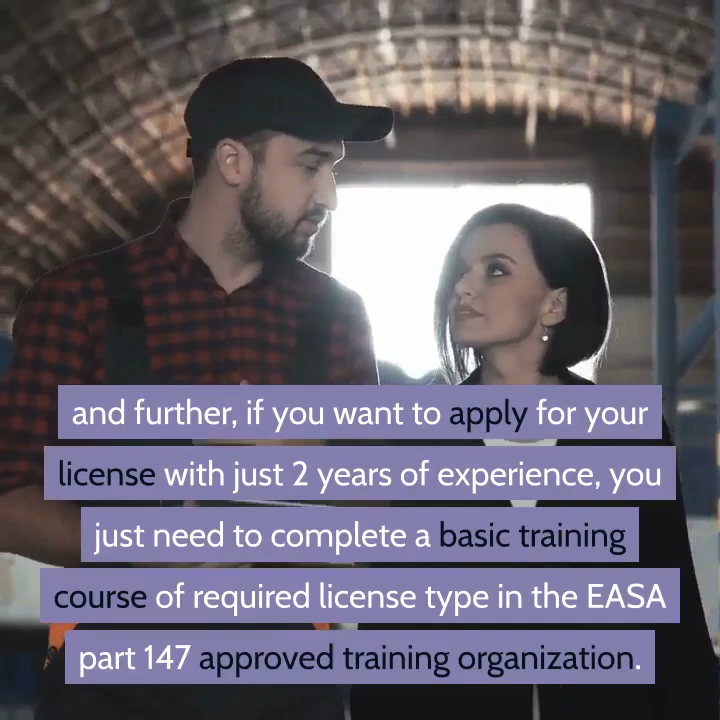 and further, if you want to apply for your
license with just 2 years of experience, you
just need to complete a basic training
course of required license type in the EASA
part 147 approved training organization.